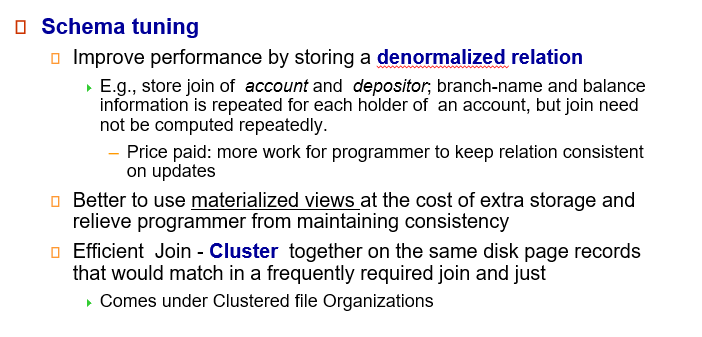 Schema tuning
Improve performance by storing a denormalized relation
E.g., store join of account and depositor; branch-name and balance
information is repeated for each holder of an account, but join need
not be computed repeatedly.
– Price paid: more work for programmer to keep relation consistent
on updates
Better to use materialized views at the cost of extra storage and
relieve programmer from maintaining consistency
Efficient Join - Cluster together on the same disk page records
that would match in a frequently required join and just
Comes under Clustered file Organizations